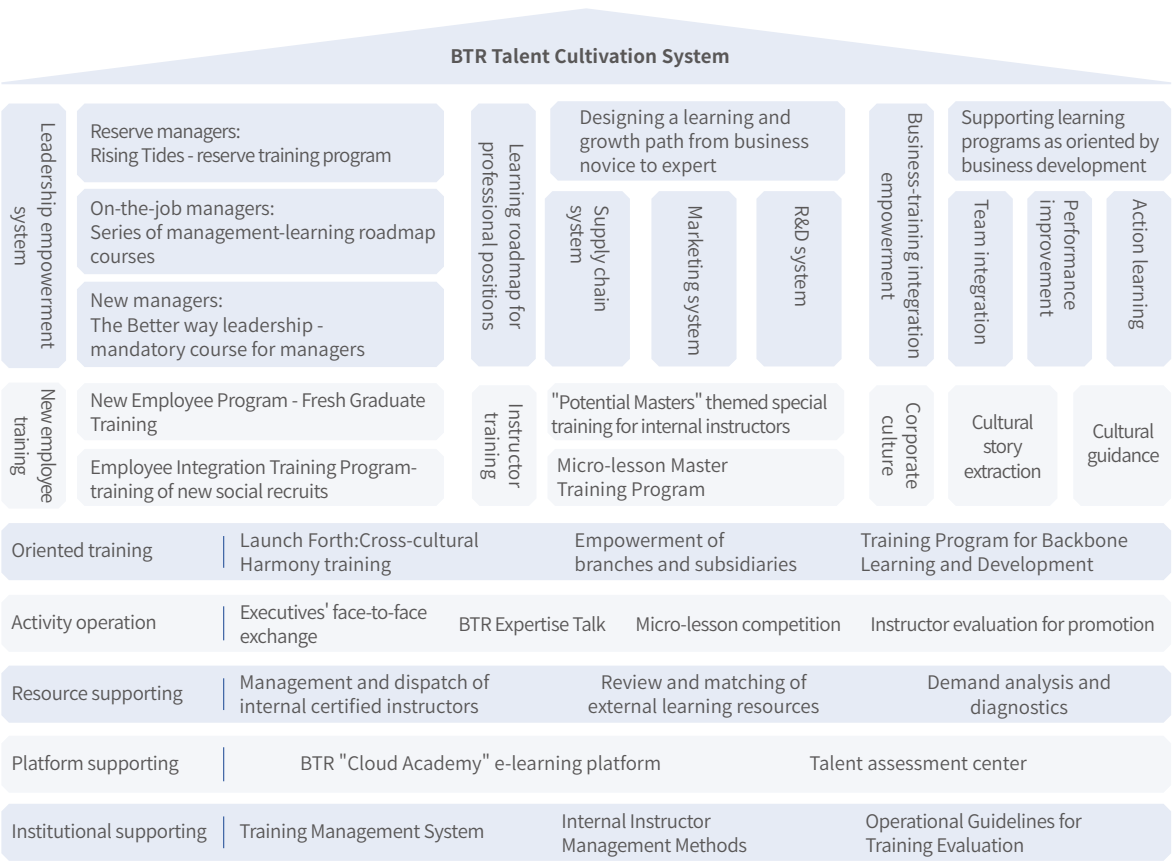 BTR Talent Cultivation System
Leadership empowerment
system
Reserve managers:
Rising Tides - reserve training program
On-the-job managers:
Series of management-learning roadmap
courses
New managers:
The Better way leadership -
mandatory course for managers
Learning roadmap for
professional positions
Designing a learning and
growth path from business
novice to expert
Supply chain
system
Marketing system
R&D system
Business-training integration
empowerment
Supporting learning
programs as oriented by
business development
Team integration
Performance
improvement
Action learning
New employee
training
New Employee Program - Fresh Graduate
Training
Employee Integration Training Program-
training of new social recruits
Instructor
training
"Potential Masters" themed special
training for internal instructors
Micro-lesson Master
Training Program
Corporate
culture
Cultural
story
extraction
Cultural
guidance
Oriented training
Launch Forth:Cross-cultural
Harmony training
Empowerment of
branches and subsidiaries
Training Program for Backbone
Learning and Development
Activity operation
Executives' face-to-face
exchange
BTR Expertise Talk
Micro-lesson competition
Instructor evaluation for promotion
Resource supporting
Management and dispatch of
internal certified instructors
Review and matching of
external learning resources
Demand analysis and
diagnostics
Platform supporting
BTR "Cloud Academy" e-learning platform
Talent assessment center
Institutional supporting
Training Management System
Internal Instructor
Management Methods
Operational Guidelines for
Training Evaluation